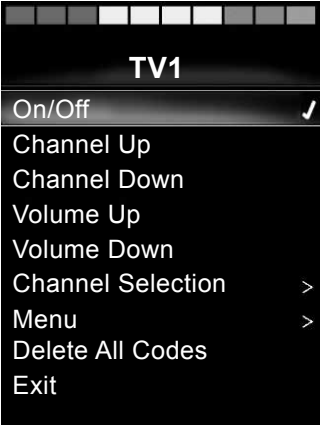 TV1
On/Off
Channel Up
Channel Down
Volume Up
Volume Down
Channel Selection >
Menu >
Delete All Codes
Exit